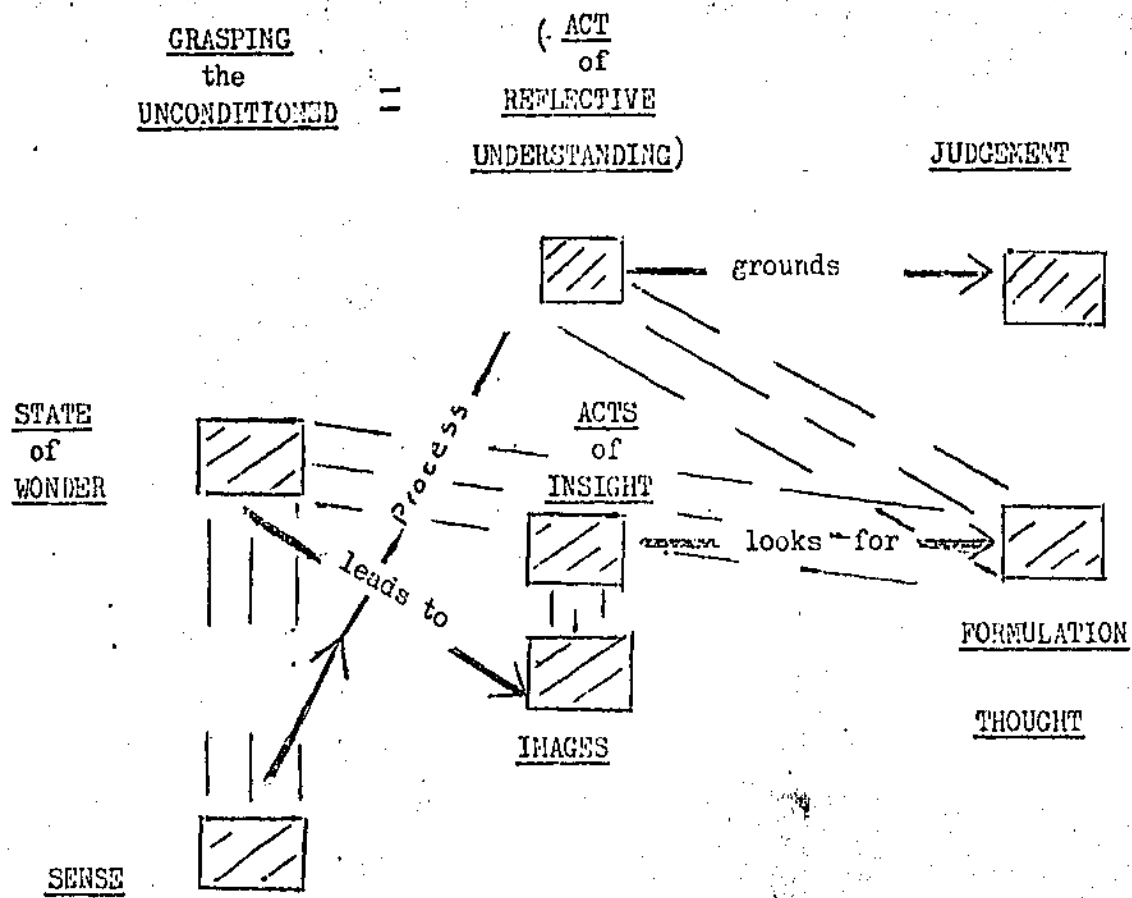 GRASPING
the
UNCONDITIONED
=
(ACT
of
REFLECTIVE
UNDERSTANDING)
JUDGEMENT
grounds
STATE
of
WONDER
Process
ACTS
of
INSIGHT
leads to
looks for
FORMULATION
THOUGHT
IMAGES
SENSE